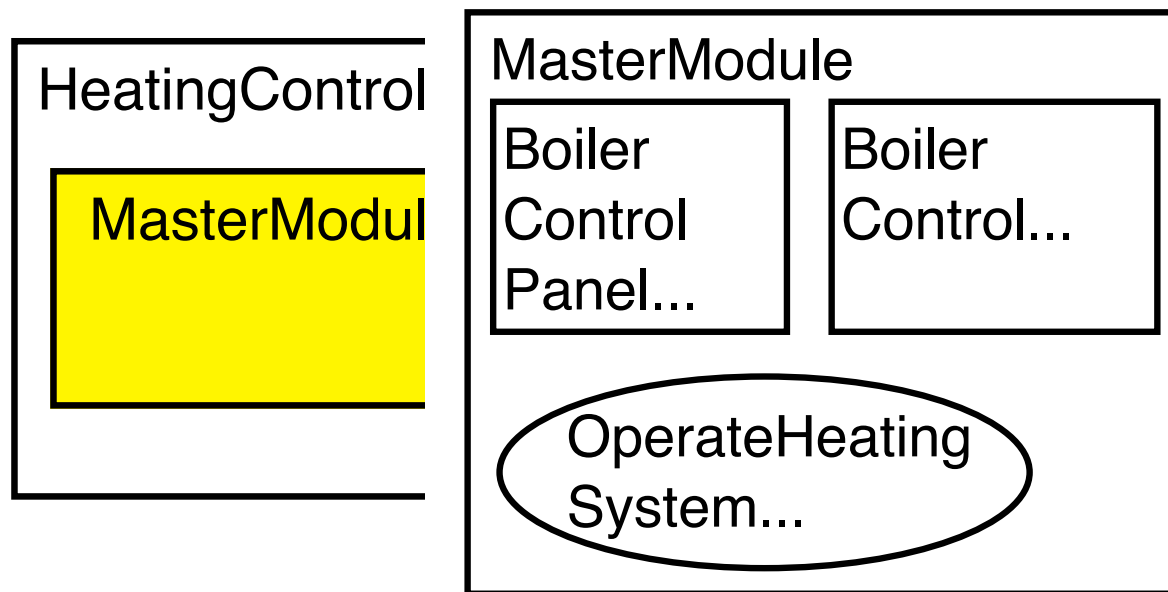 HeatingControl
MasterModul
MasterModule
Boiler
Control
Panel...
Boiler
Control...
OperateHeating
System...